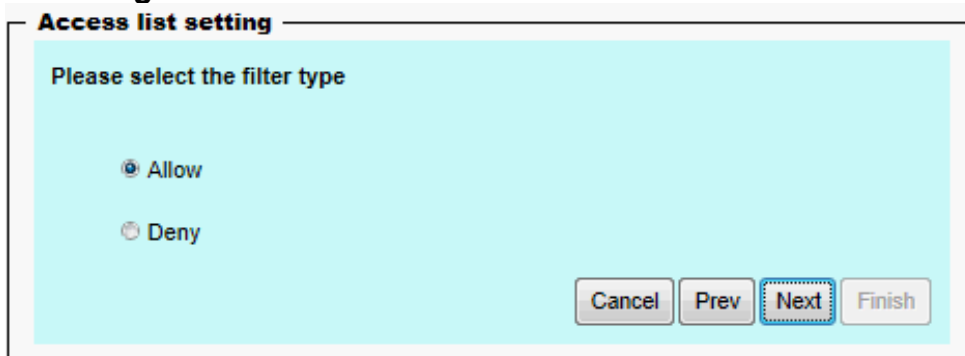 Access list setting
Please select the filter type
Allow
Deny
Cancel Prev Next Finish